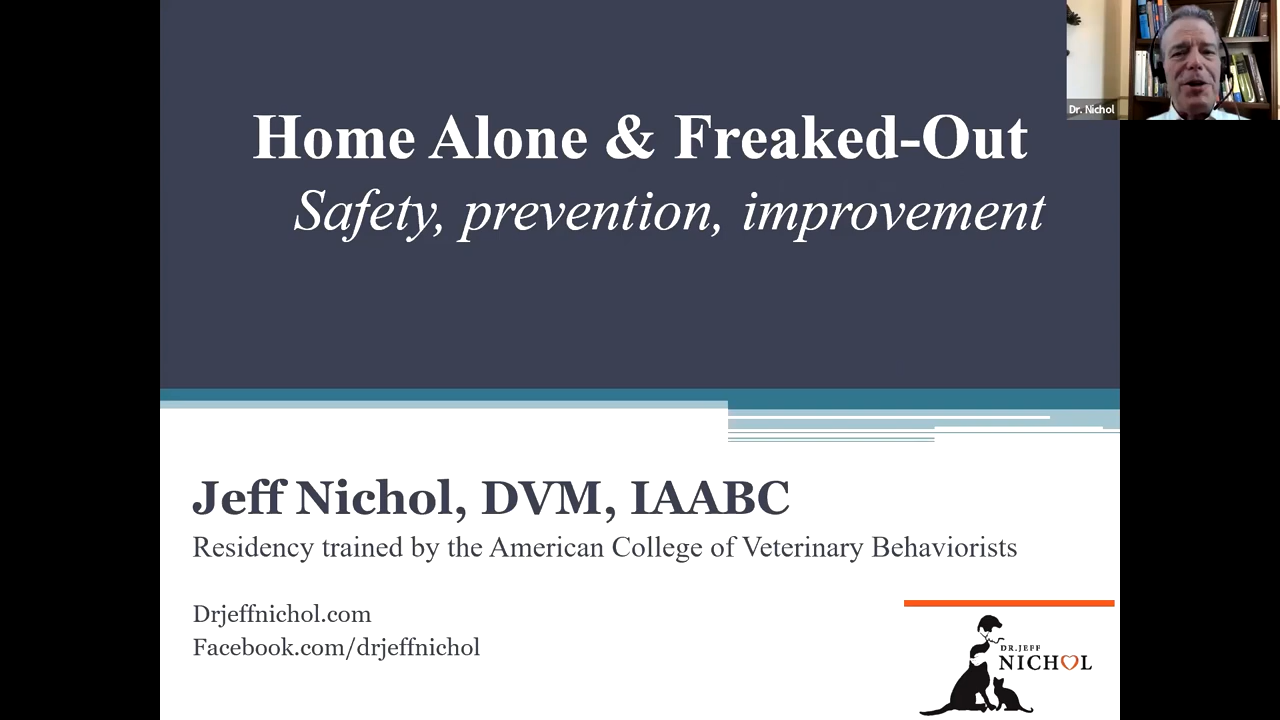 Home Alone & Freaked-Out
Safety, prevention, improvement
Dr. Nichol
Jeff Nichol, DVM, IAABC
Residency trained by the American College of Veterinary Behaviorists
Drjeffnichol.com
Facebook.com/drjeffnichol
DR.JEFF
NICHOL